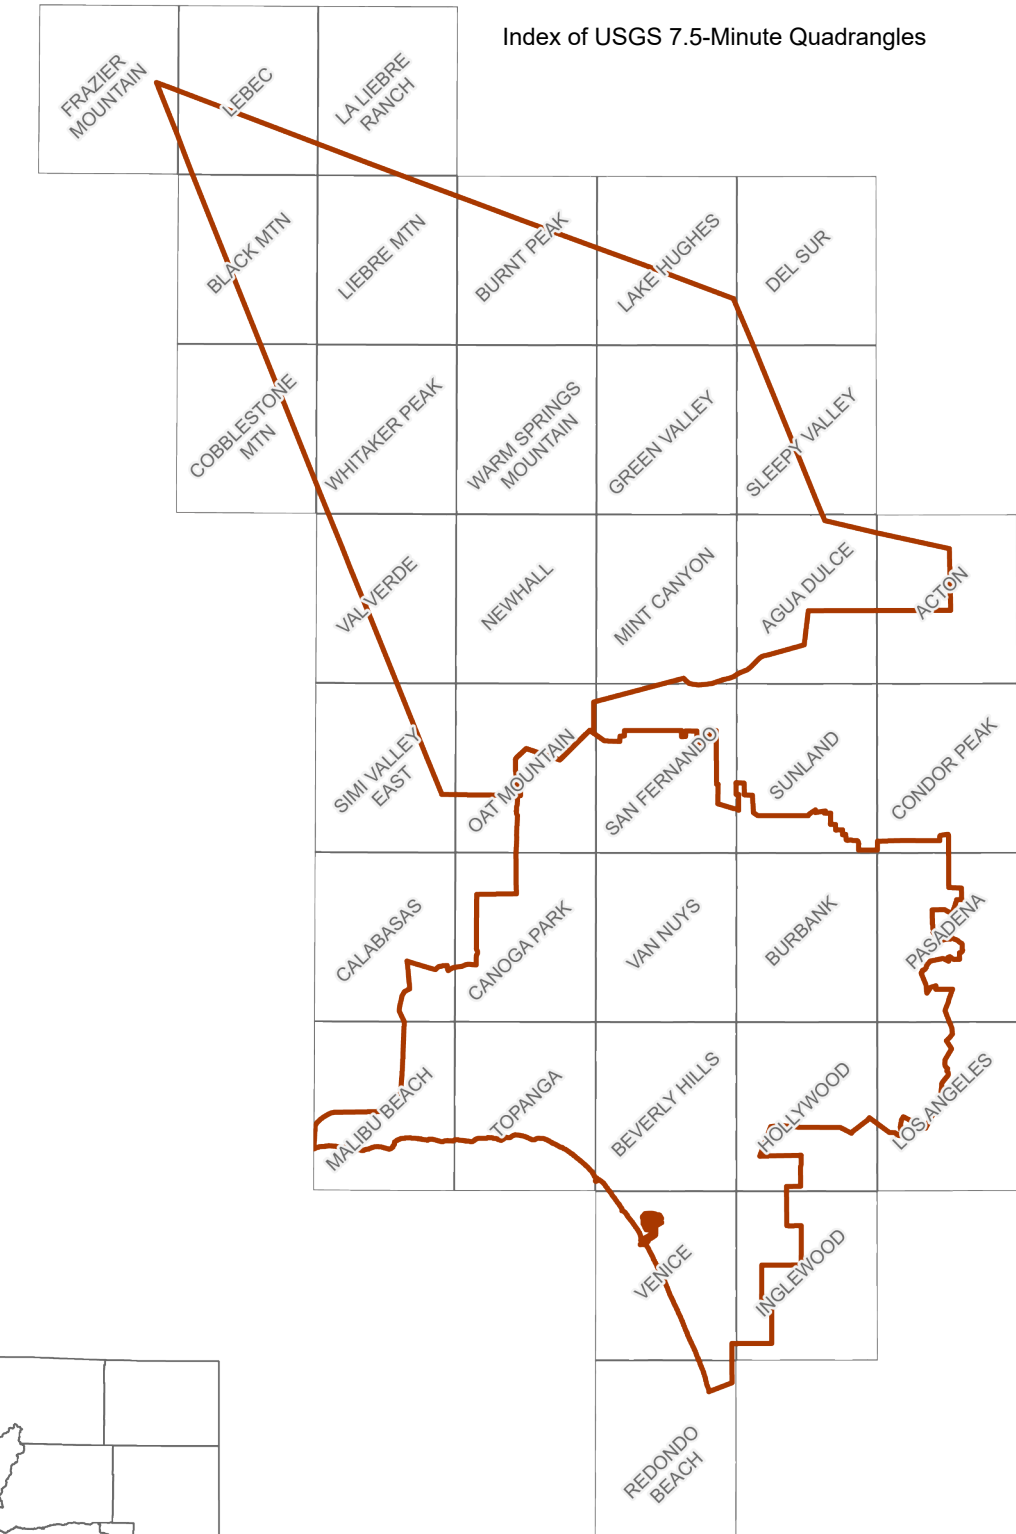 Index of USGS 7.5-Minute Quadrangles
FRAZIER
MOUNTAIN
LEBEC
LA LIEBRE
RANCH
BLACK MTN
LIEBRE MTN
BURNT PEAK
LAKE HUGHES
DEL SUR
COBBLESTONE
MTN
WHITAKER PEAK
WARM SPRINGS
MOUNTAIN
GREEN VALLEY
SLEEPY VALLEY
VAL VERDE
NEWHALL
MINT CANYON
AGUA DULCE
ACTON
SIMI VALLEY
EAST
OAT MOUNTAIN
SAN FERNANDO
SUNLAND
CONDOR PEAK
CALABASAS
CANOGA PARK
VAN NUYS
BURBANK
PASADENA
MALIBU BEACH
TOPANGA
BEVERLY HILLS
HOLLYWOOD
LOS ANGELES
VENICE
INGLEWOOD
REDONDO
BEACH